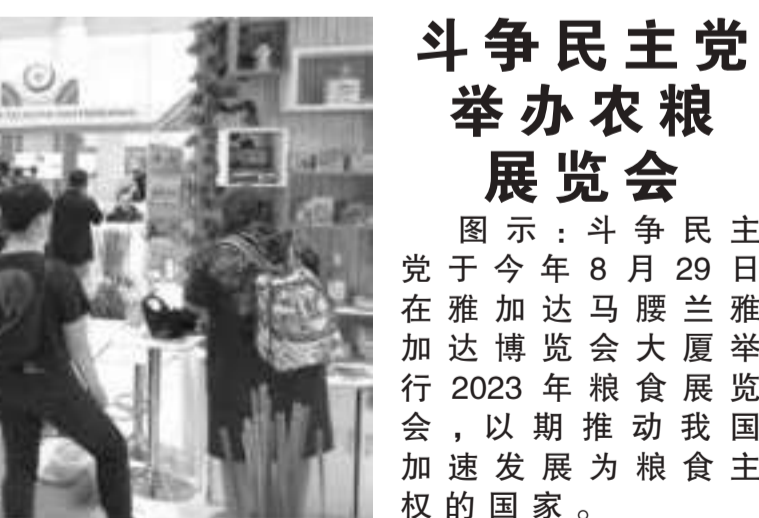 斗争民主党
举办农粮
展览会
图示：斗争民主
党于今年8月29日
在雅加达马腰兰雅
加达博览会大厦举
行2023年粮食展览
会，以期推动我国
加速发展为粮食主
权的国家。